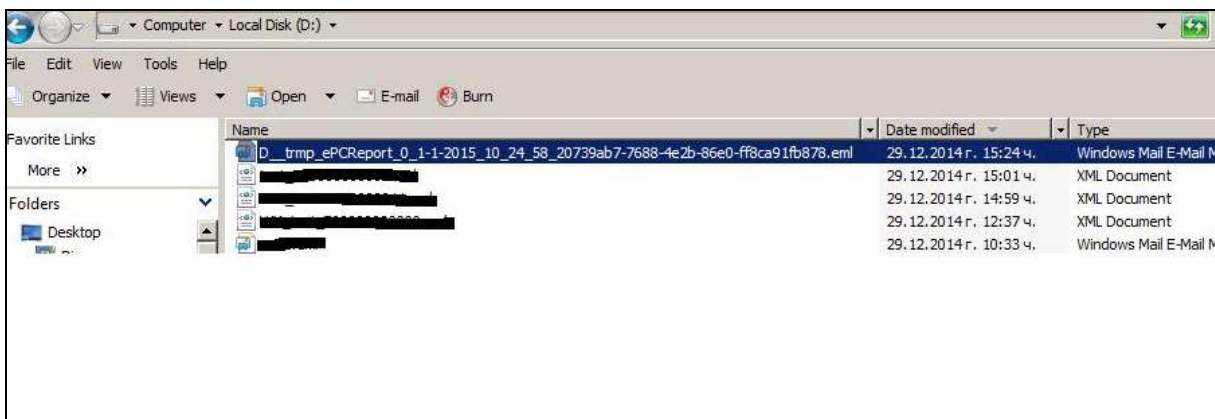 Computer Local Disk (D:)
File Edit View Tools Help
Organize Views Open E-mail Burn
Favorite Links
More »
Folders
Desktop
Name Date modified Type
D__trmp_ePCReport_0_1-1-2015_10_24_58_20739ab7-7688-4e2b-86e0-ff8ca91fb878.eml 29.12.2014 г. 15:24 ч. Windows Mail E-Mail M
29.12.2014 г. 15:01 ч. XML Document
29.12.2014 г. 14:59 ч. XML Document
29.12.2014 г. 12:37 ч. XML Document
29.12.2014 г. 10:33 ч. Windows Mail E-Mail M